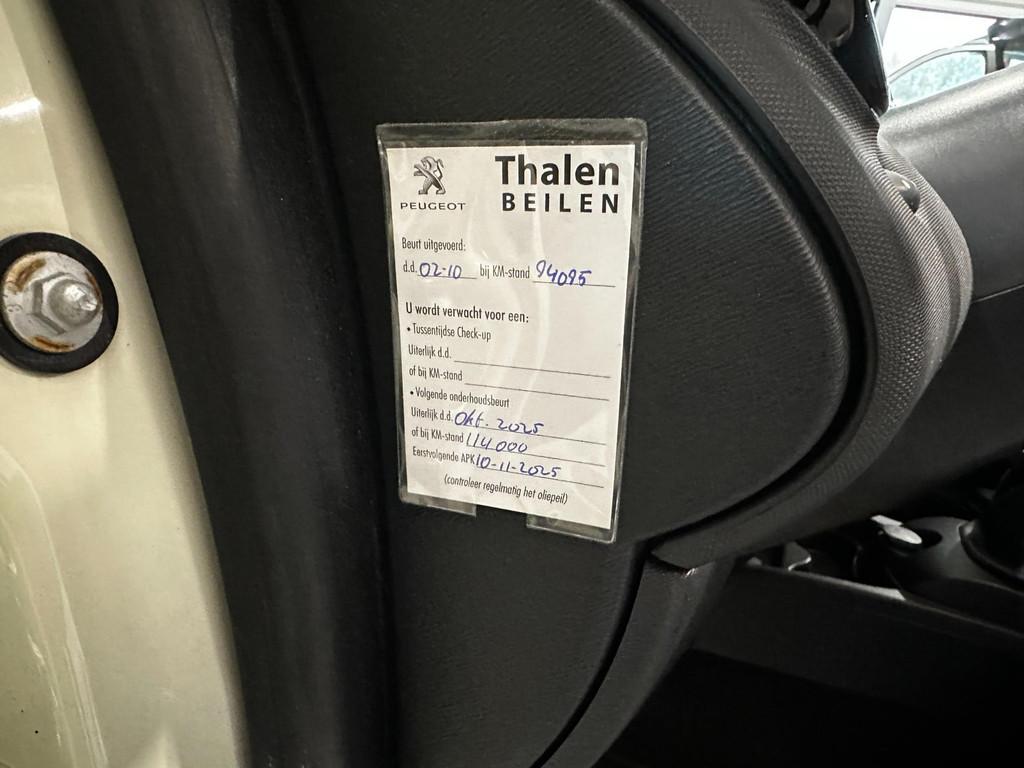 PEUGEOT
Thalen
BEILEN
Beurt uitgevoerd:
d.d. 02-10 bij KM-stand 94095
U wordt verwacht voor een:
• Tussentijdse Check-up
Uiterlijk d.d.
of bij KM-stand
• Volgende onderhoudsbeurt
Uiterlijk d.d. Okt. 2025
of bij KM-stand 114000
Eerstvolgende APK 10-11-2025
(controleer regelmatig het oliepeil)